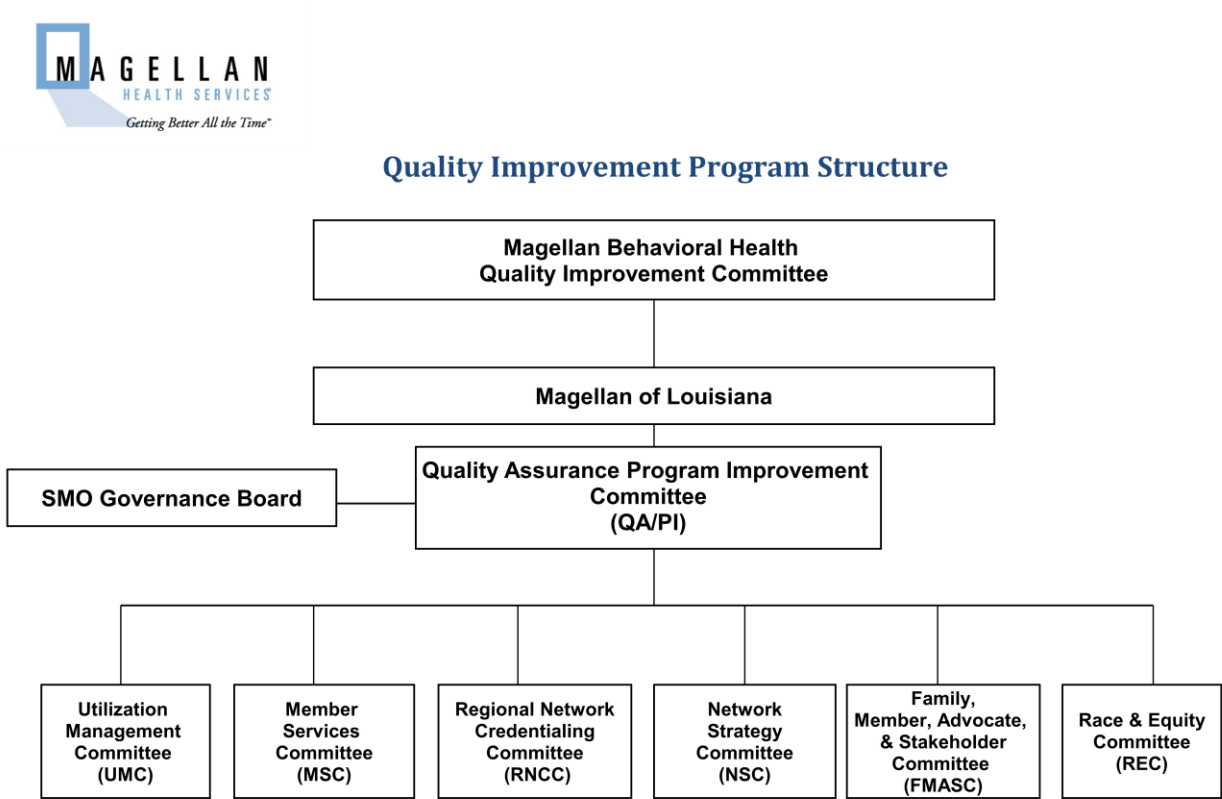 MAGELLAN
HEALTH SERVICES
Getting Better All the Time℠
Quality Improvement Program Structure
Magellan Behavioral Health
Quality Improvement Committee
Magellan of Louisiana
Quality Assurance Program Improvement
Committee
(QA/PI)
SMO Governance Board
Utilization
Management
Committee
(UMC)
Member
Services
Committee
(MSC)
Regional Network
Credentialing
Committee
(RNCC)
Network
Strategy
Committee
(NSC)
Family,
Member, Advocate,
& Stakeholder
Committee
(FMASC)
Race & Equity
Committee
(REC)